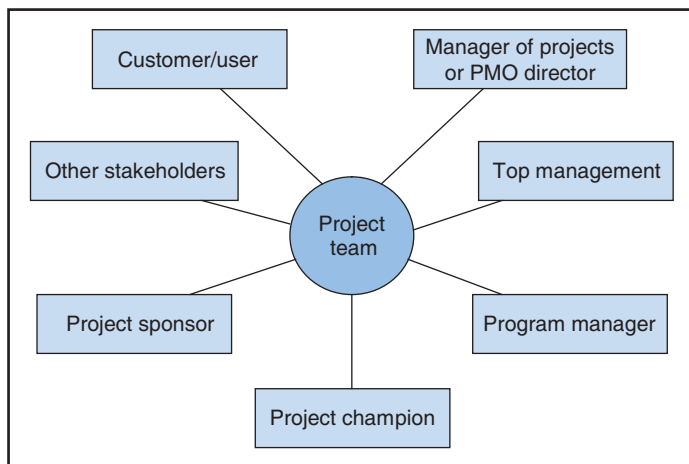 Customer/user
Manager of projects
or PMO director
Other stakeholders
Top management
Project
team
Project sponsor
Program manager
Project champion